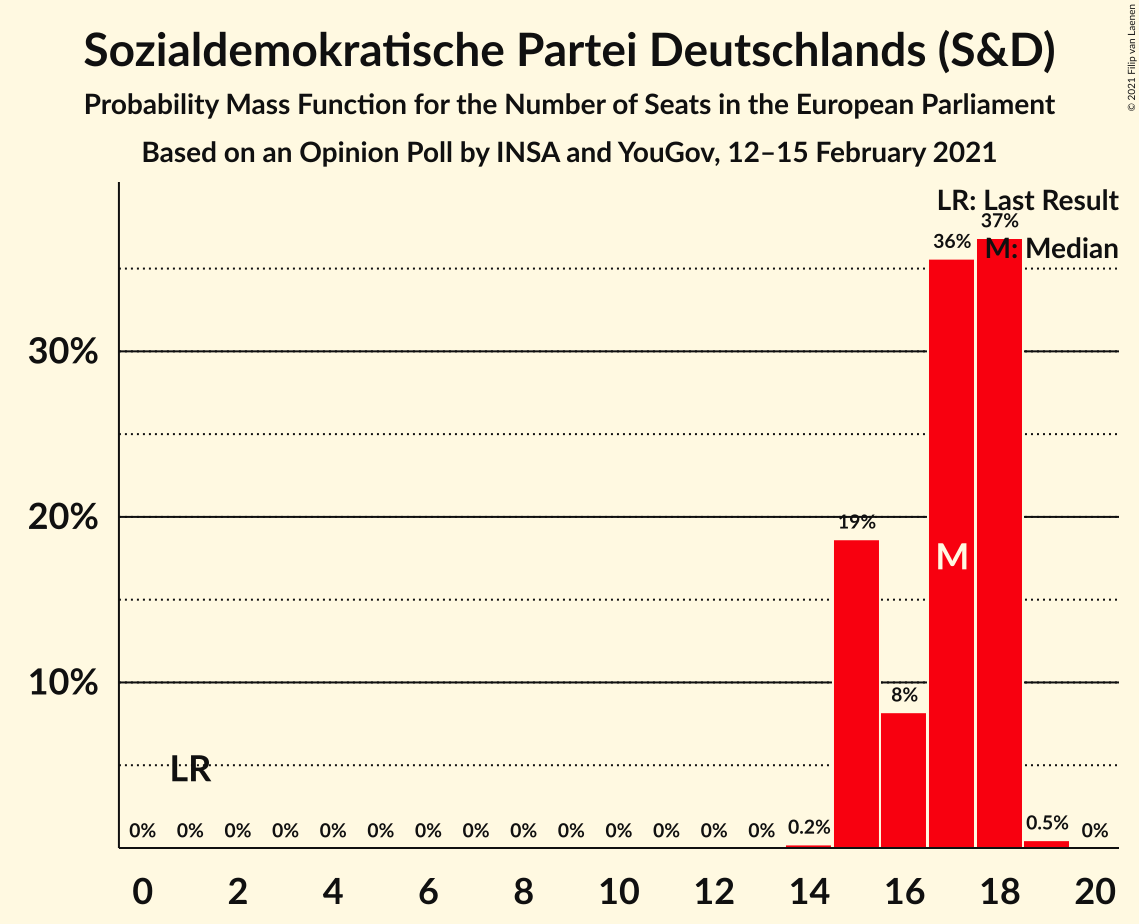 Sozialdemokratische Partei Deutschlands (S&D)
Probability Mass Function for the Number of Seats in the European Parliament
Based on an Opinion Poll by INSA and YouGov, 12–15 February 2021
© 2021 Filip van Laenen
LR: Last Result
M: Median
37%
36%
30%
20%
19%
M
10%
8%
LR
0% 0% 0% 0% 0% 0% 0% 0% 0% 0% 0% 0% 0% 0% 0.2% 0.5% 0%
0 2 4 6 8 10 12 14 16 18 20